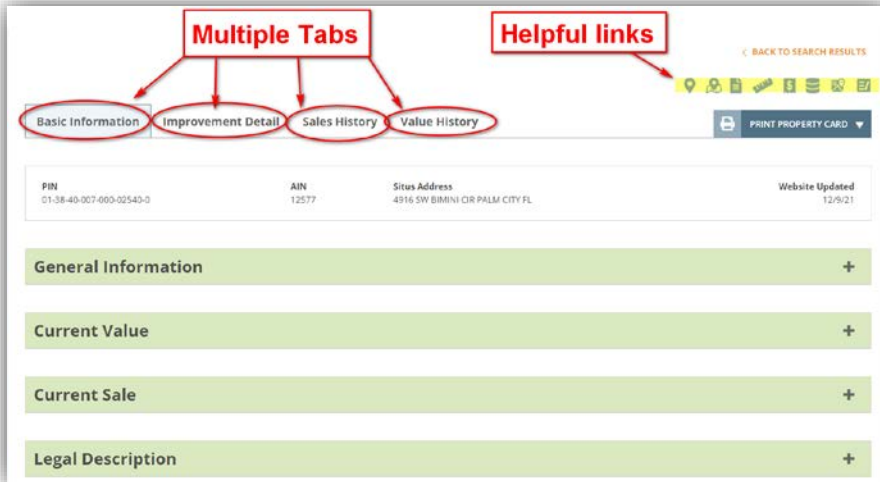 Multiple Tabs
Helpful links
< BACK TO SEARCH RESULTS
Basic Information Improvement Detail Sales History Value History
PRINT PROPERTY CARD
PIN AIN Situs Address Website Updated
01-38-40-007-000-02540-0 12577 4916 SW BIMINI CIR PALM CITY FL 12/9/21
General Information +
Current Value +
Current Sale +
Legal Description +